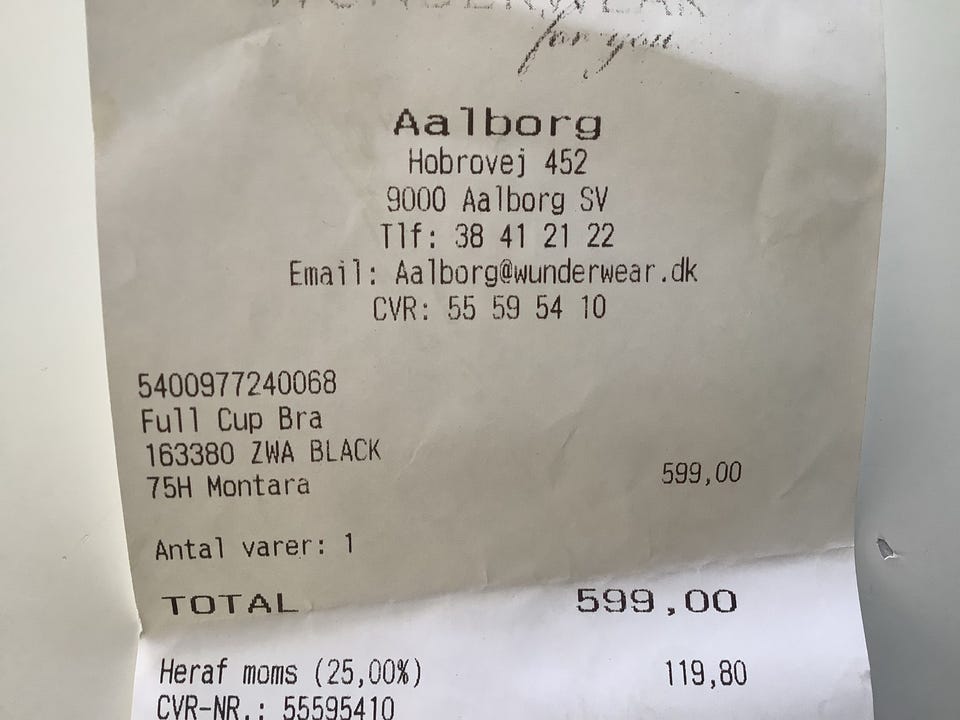 WUNDERWEAR
for you
Aalborg
Hobrovej 452
9000 Aalborg SV
Tlf: 38 41 21 22
Email: Aalborg@wunderwear.dk
CVR: 55 59 54 10
5400977240068
Full Cup Bra
163380 ZWA BLACK
75H Montara 599,00
Antal varer: 1
TOTAL 599,00
Heraf moms (25,00%) 119,80
CVR-NR.: 55595410